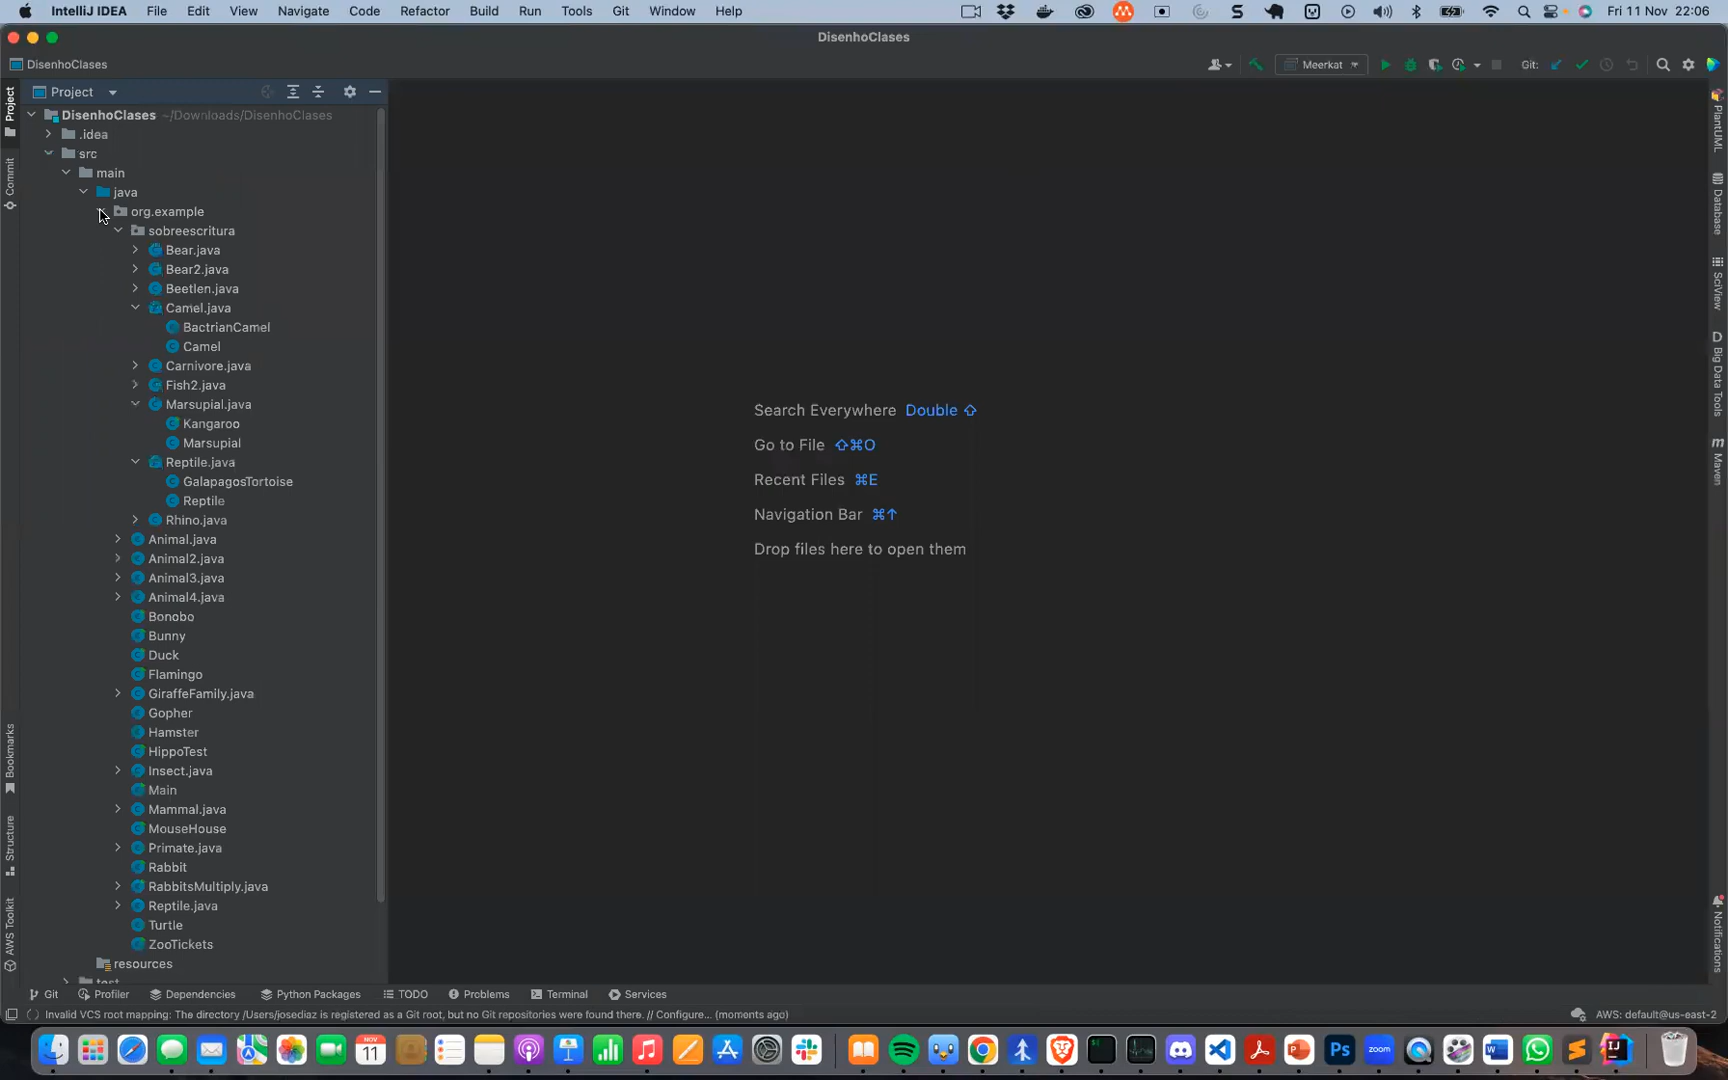 IntelliJ IDEA File Edit View Navigate Code Refactor Build Run Tools Git Window Help Fri 11 Nov 22:06
DisenhoClases
DisenhoClases Meerkat Git:
Project
DisenhoClases ~/Downloads/DisenhoClases
.idea
src
main
java
org.example
sobreescritura
Bear.java
Bear2.java
Beetlen.java
Camel.java
BactrianCamel
Camel
Carnivore.java
Fish2.java
Marsupial.java
Kangaroo
Marsupial
Reptile.java
GalapagosTortoise
Reptile
Rhino.java
Animal.java
Animal2.java
Animal3.java
Animal4.java
Bonobo
Bunny
Duck
Flamingo
GiraffeFamily.java
Gopher
Hamster
HippoTest
Insect.java
Main
Mammal.java
MouseHouse
Primate.java
Rabbit
RabbitsMultiply.java
Reptile.java
Turtle
ZooTickets
resources
test
Project
Commit
Bookmarks
Structure
AWS Toolkit
Search Everywhere Double ⇧
Go to File ⇧⌘O
Recent Files ⌘E
Navigation Bar ⌘↑
Drop files here to open them
PlantUML
Database
SciView
D Big Data Tools
m Maven
Notifications
Git Profiler Dependencies Python Packages TODO Problems Terminal Services
Invalid VCS root mapping: The directory /Users/josediaz is registered as a Git root, but no Git repositories were found there. // Configure... (moments ago) AWS: default@us-east-2
NOV
11
Ps
zoom
W
IJ